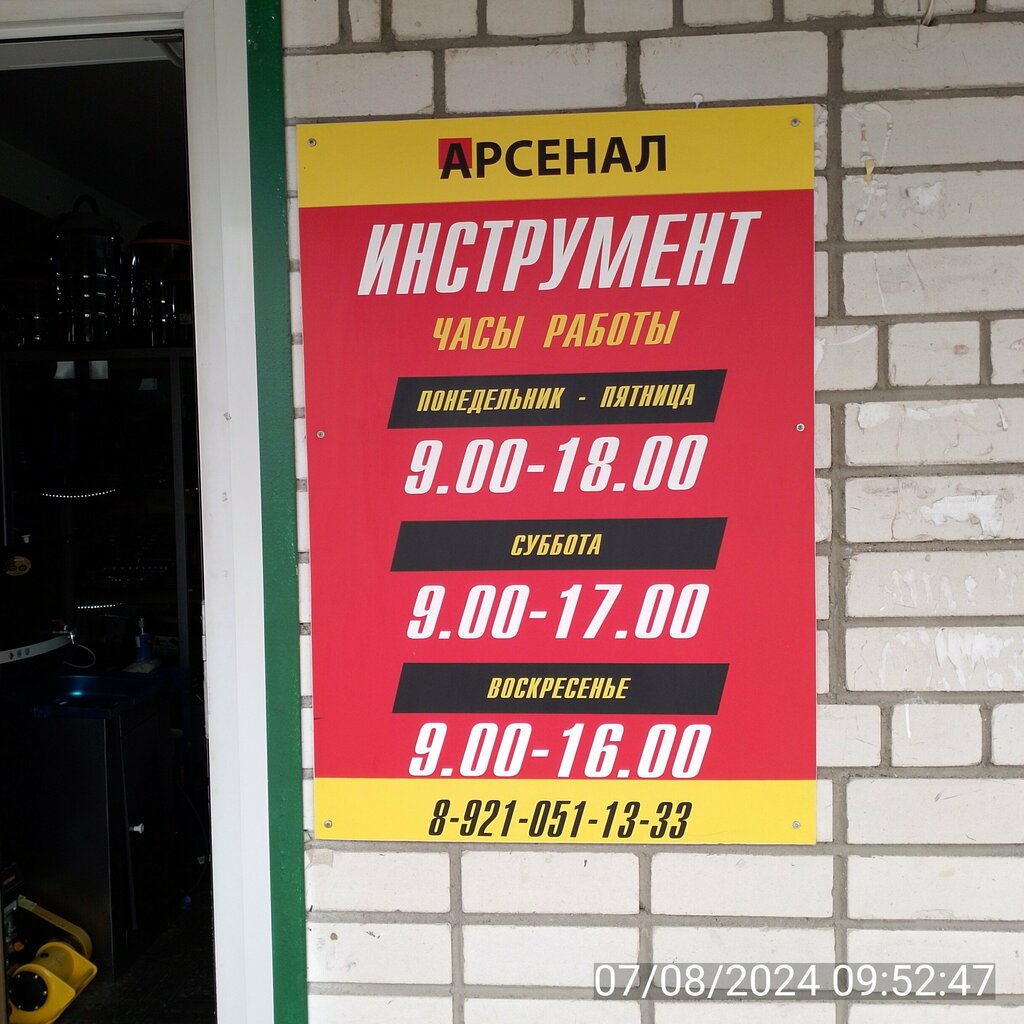 АРСЕНАЛ
ИНСТРУМЕНТ
ЧАСЫ РАБОТЫ
ПОНЕДЕЛЬНИК - ПЯТНИЦА
9.00-18.00
СУББОТА
9.00-17.00
ВОСКРЕСЕНЬЕ
9.00-16.00
8-921-051-13-33
07/08/2024 09:52:47